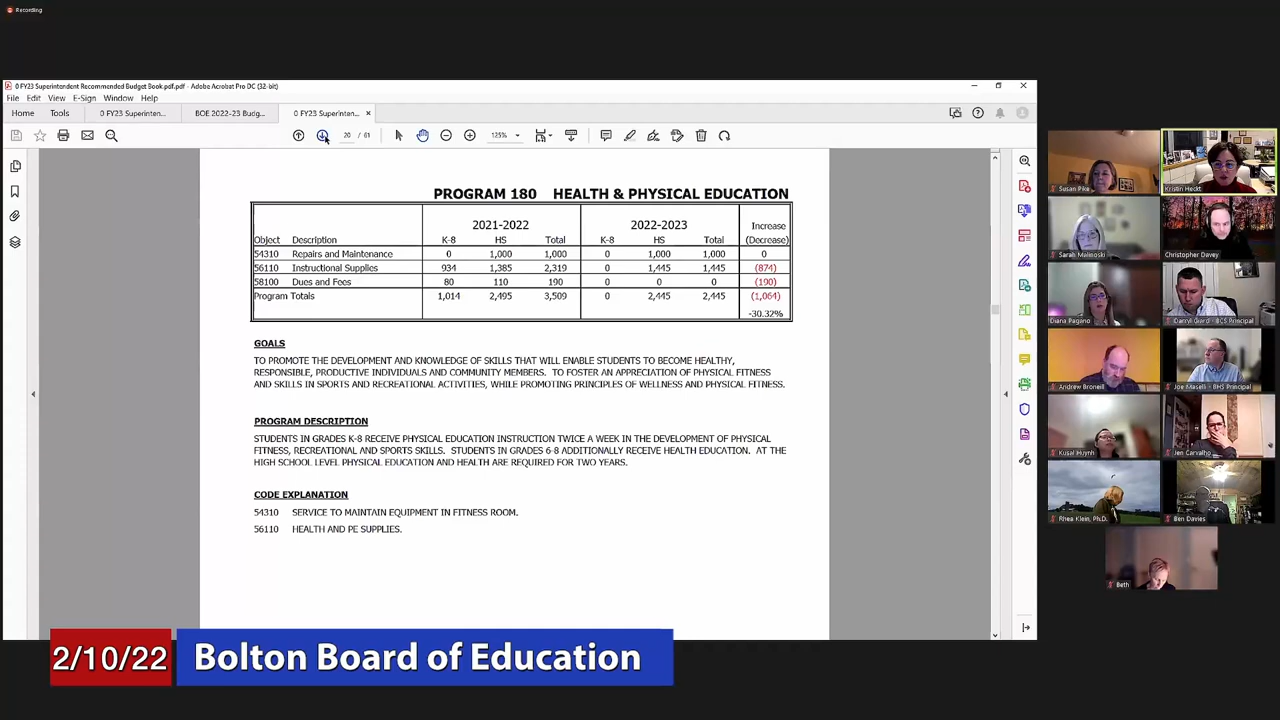 Recording
0 FY23 Superintendent Recommended Budget Book.pdf.pdf - Adobe Acrobat Pro DC (32-bit)
File Edit View E-Sign Window Help
Home Tools 0 FY23 Superinten... BOE 2022-23 Budg... 0 FY23 Superinten... ×
20 / 61 125%
PROGRAM 180 HEALTH & PHYSICAL EDUCATION
2021-2022 2022-2023 Increase
Object Description K-8 HS Total K-8 HS Total (Decrease)
54310 Repairs and Maintenance 0 1,000 1,000 0 1,000 1,000 0
56110 Instructional Supplies 934 1,385 2,319 0 1,445 1,445 (874)
58100 Dues and Fees 80 110 190 0 0 0 (190)
Program Totals 1,014 2,495 3,509 0 2,445 2,445 (1,064)
-30.32%
GOALS
TO PROMOTE THE DEVELOPMENT AND KNOWLEDGE OF SKILLS THAT WILL ENABLE STUDENTS TO BECOME HEALTHY,
RESPONSIBLE, PRODUCTIVE INDIVIDUALS AND COMMUNITY MEMBERS. TO FOSTER AN APPRECIATION OF PHYSICAL FITNESS
AND SKILLS IN SPORTS AND RECREATIONAL ACTIVITIES, WHILE PROMOTING PRINCIPLES OF WELLNESS AND PHYSICAL FITNESS.
PROGRAM DESCRIPTION
STUDENTS IN GRADES K-8 RECEIVE PHYSICAL EDUCATION INSTRUCTION TWICE A WEEK IN THE DEVELOPMENT OF PHYSICAL
FITNESS, RECREATIONAL AND SPORTS SKILLS. STUDENTS IN GRADES 6-8 ADDITIONALLY RECEIVE HEALTH EDUCATION. AT THE
HIGH SCHOOL LEVEL PHYSICAL EDUCATION AND HEALTH ARE REQUIRED FOR TWO YEARS.
CODE EXPLANATION
54310 SERVICE TO MAINTAIN EQUIPMENT IN FITNESS ROOM.
56110 HEALTH AND PE SUPPLIES.
Susan Pike Kristin Heckt
Sarah Malinoski Christopher Davey
Diana Pagano Darryl Giard - BCS Principal
Andrew Broneill Joe Maselli - BHS Principal
Kusal Huynh Jen Carvalho
Rhea Klein, Ph.D. Ben Davies
Beth
2/10/22 Bolton Board of Education